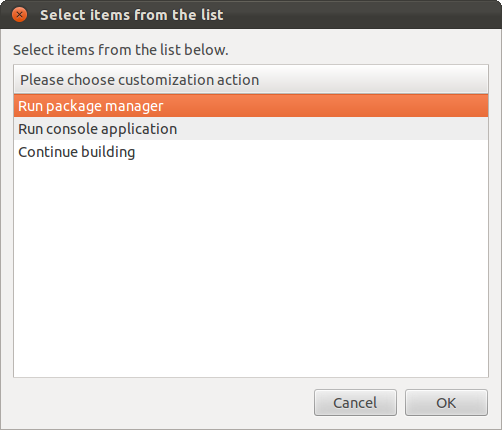 Select items from the list
Select items from the list below.
Please choose customization action
Run package manager
Run console application
Continue building
Cancel
OK